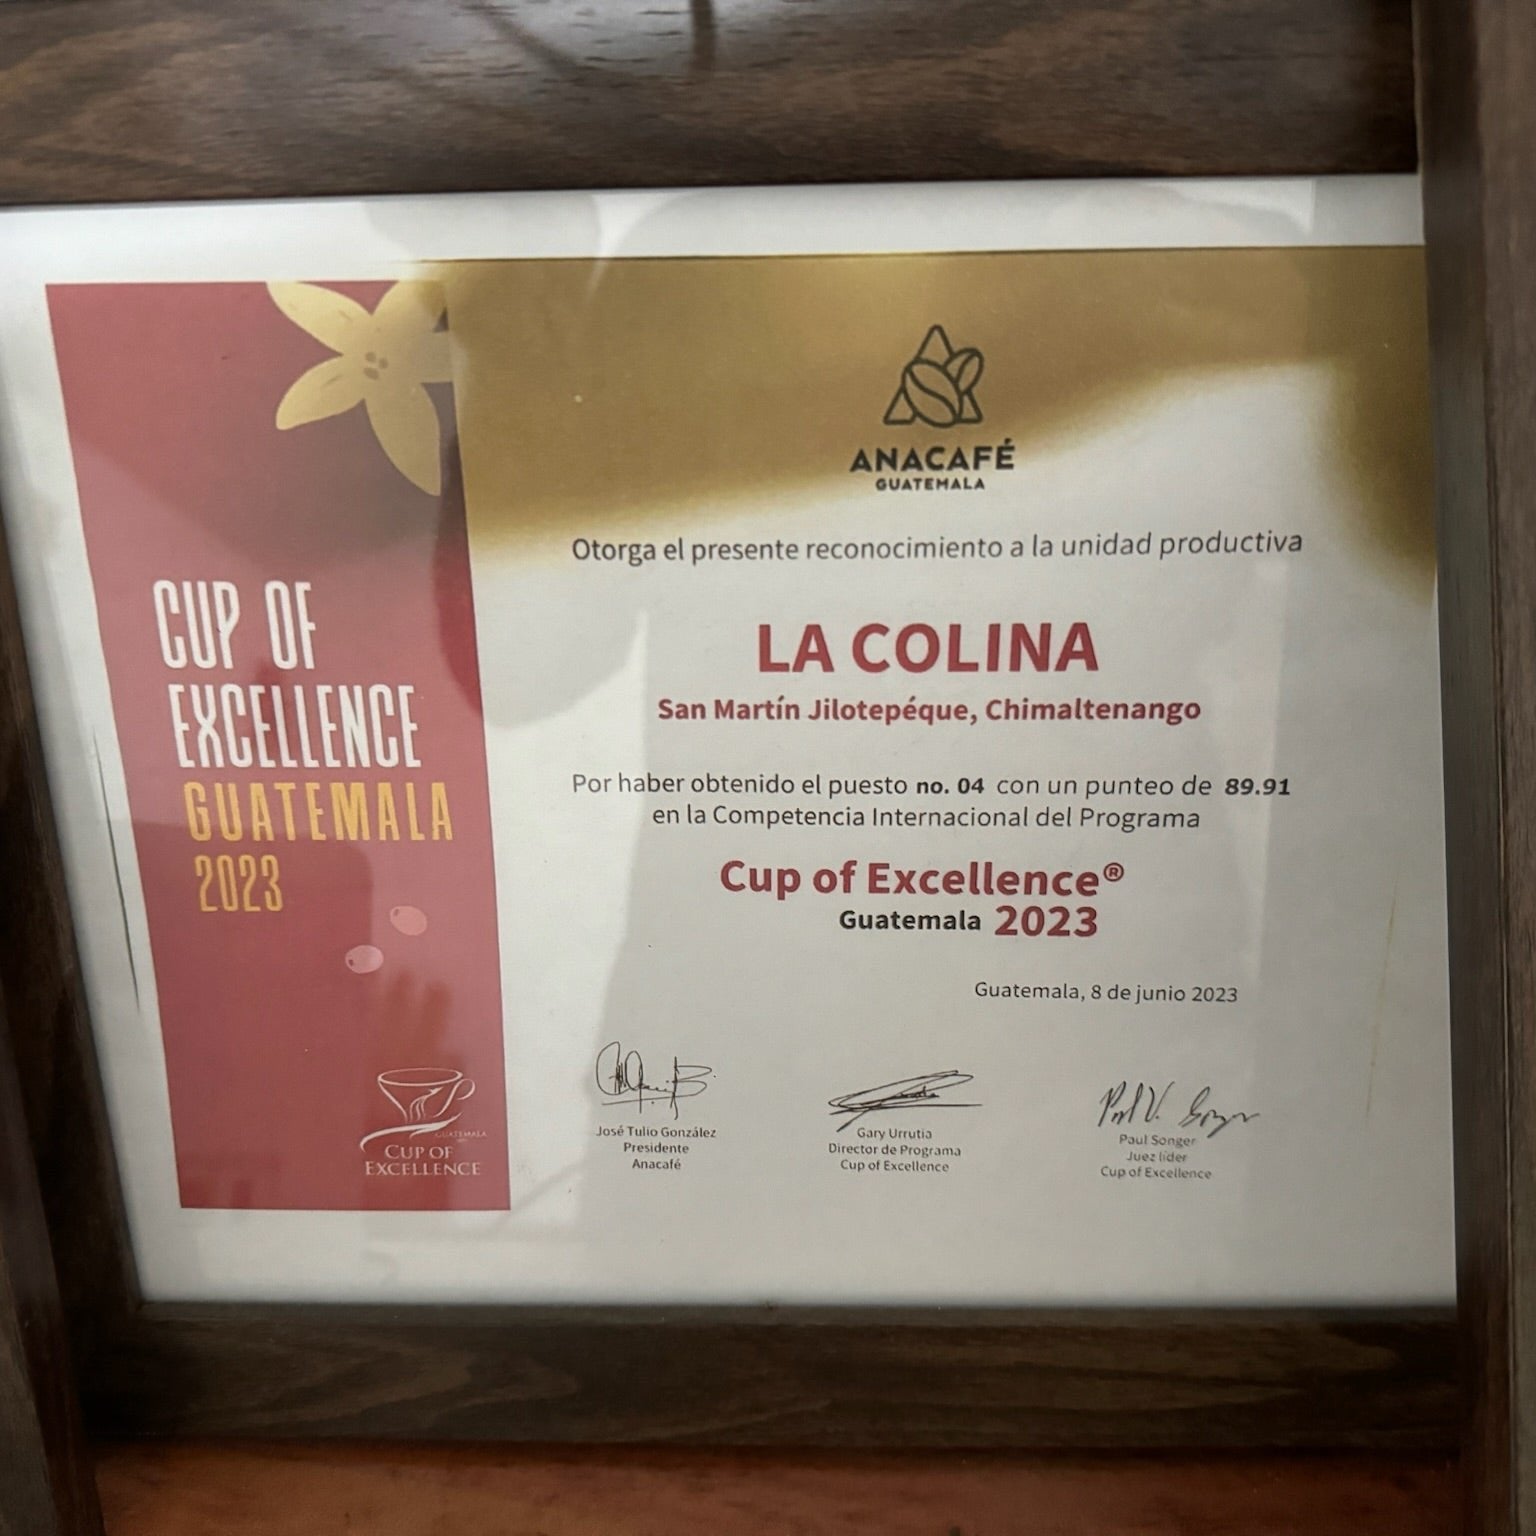 CUP OF
EXCELLENCE
GUATEMALA
2023
GUATEMALA
CUP OF
EXCELLENCE
ANACAFÉ
GUATEMALA
Otorga el presente reconocimiento a la unidad productiva
LA COLINA
San Martín Jilotepéque, Chimaltenango
Por haber obtenido el puesto no. 04 con un punteo de 89.91
en la Competencia Internacional del Programa
Cup of Excellence®
Guatemala 2023
Guatemala, 8 de junio 2023
José Tulio González
Presidente
Anacafé
Gary Urrutia
Director de Programa
Cup of Excellence
Paul Songer
Juez líder
Cup of Excellence